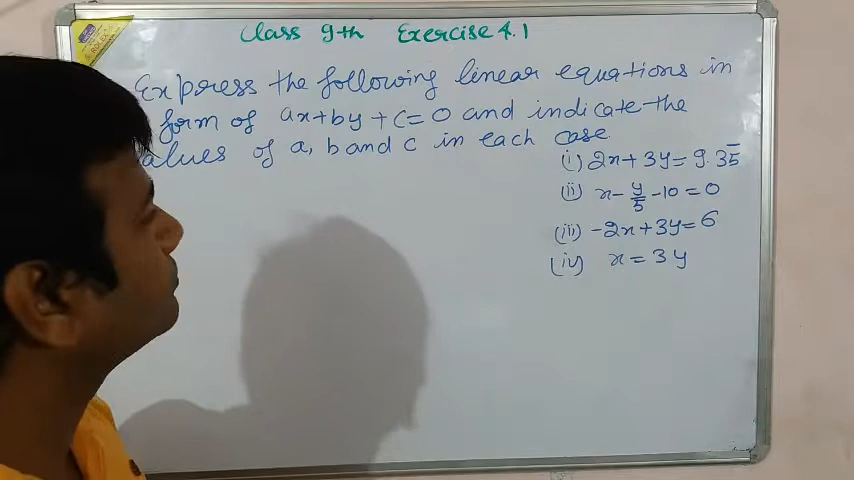 Class 9th Exercise 4.1
Express the following linear equations in
form of ax+by+c=0 and indicate the
values of a, b and c in each case.
(i) 2x+3y=9.35̅
(ii) x-y/5-10=0
(iii) -2x+3y=6
(iv) x=3y